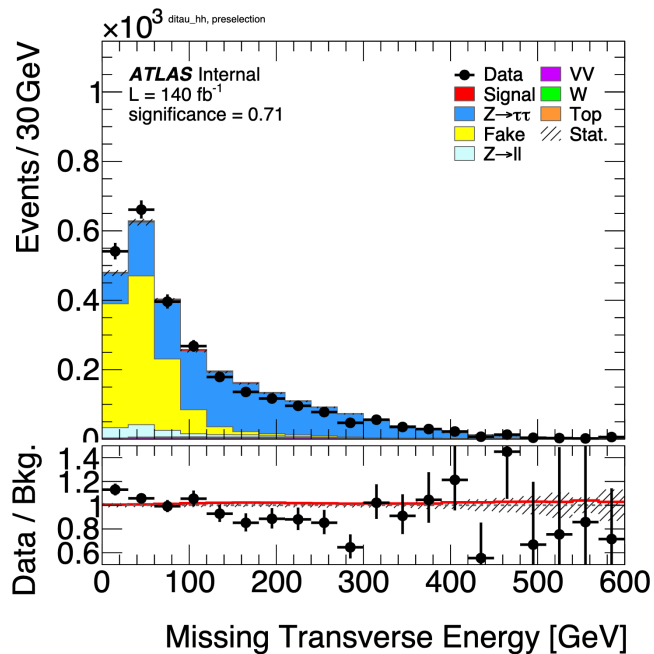 ×10³ ditau_hh, preselection
ATLAS Internal
L = 140 fb⁻¹
significance = 0.71
Data
Signal
Z→ττ
Fake
Z→ll
VV
W
Top
Stat.
Events / 30 GeV
1
0.8
0.6
0.4
0.2
0
Data / Bkg.
1.4
1.2
1
0.8
0.6
0 100 200 300 400 500 600
Missing Transverse Energy [GeV]